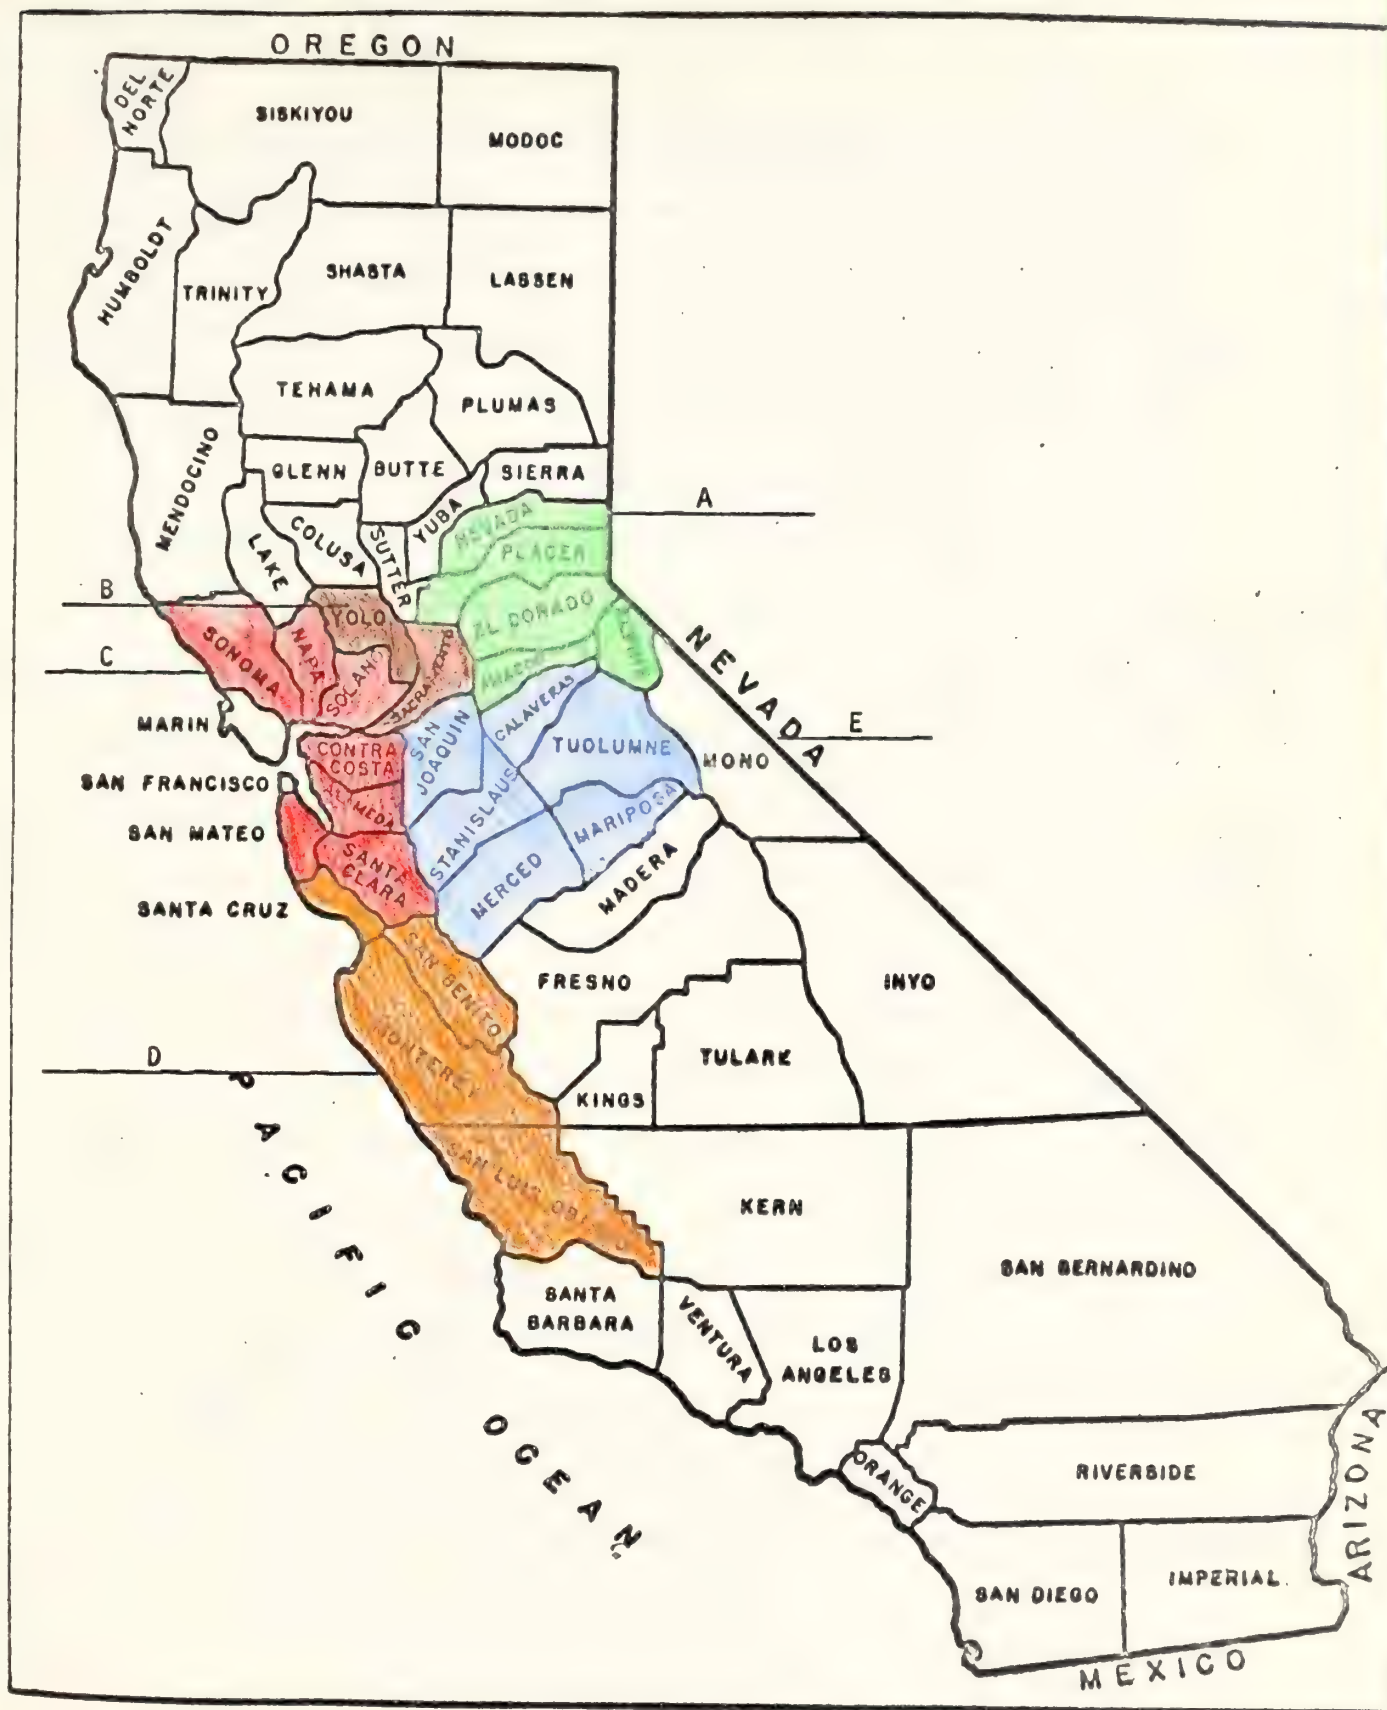 OREGON
DEL
NORTE
SISKIYOU
MODOC
HUMBOLDT
TRINITY
SHASTA
LASSEN
TEHAMA
PLUMAS
MENDOCINO
GLENN
BUTTE
SIERRA
A
LAKE
COLUSA
SUTTER
YUBA
NEVADA
PLACER
B
YOLO
EL DORADO
ALPINE
C
SONOMA
NAPA
SOLANO
SACRAMENTO
AMADOR
NEVADA
MARIN
CALAVERAS
E
CONTRA
COSTA
SAN
JOAQUIN
TUOLUMNE
MONO
SAN FRANCISCO
ALAMEDA
STANISLAUS
MARIPOSA
SAN MATEO
SANTA
CLARA
MERCED
MADERA
SANTA CRUZ
SAN BENITO
FRESNO
INYO
MONTEREY
TULARE
D
KINGS
PACIFIC
SAN LUIS
KERN
SAN BERNARDINO
SANTA
BARBARA
VENTURA
LOS
ANGELES
OCEAN
ORANGE
RIVERSIDE
ARIZONA
SAN DIEGO
IMPERIAL
MEXICO